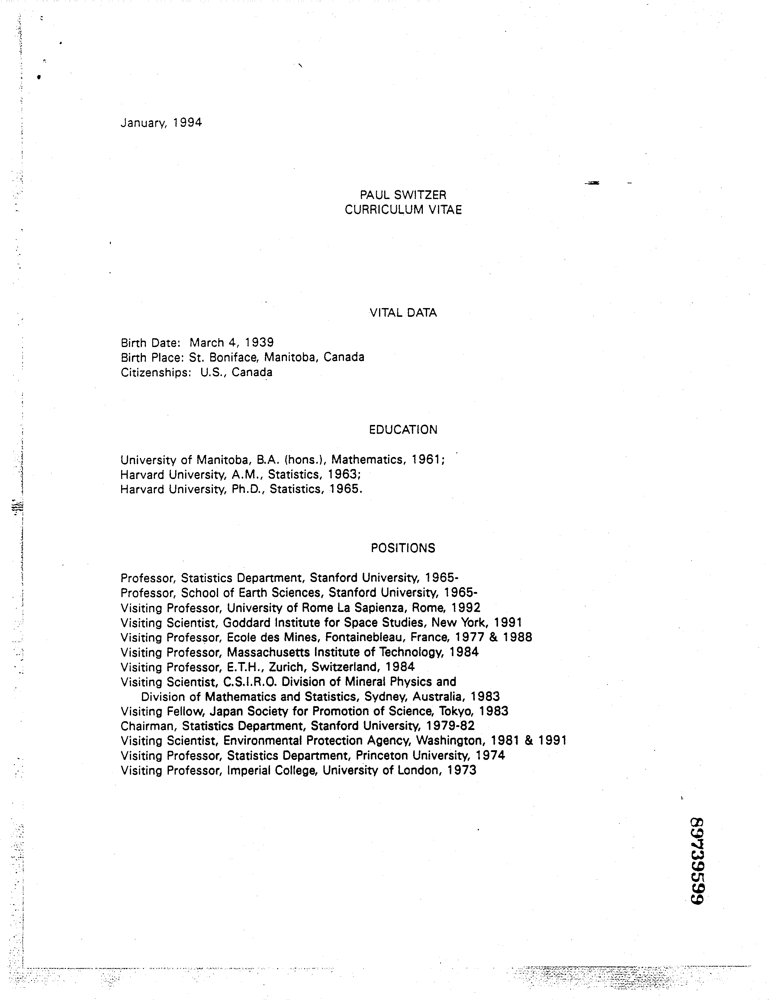 January, 1994
PAUL SWITZER
CURRICULUM VITAE
VITAL DATA
Birth Date: March 4, 1939
Birth Place: St. Boniface, Manitoba, Canada
Citizenships: U.S., Canada
EDUCATION
University of Manitoba, B.A. (hons.), Mathematics, 1961;
Harvard University, A.M., Statistics, 1963;
Harvard University, Ph.D., Statistics, 1965.
POSITIONS
Professor, Statistics Department, Stanford University, 1965-
Professor, School of Earth Sciences, Stanford University, 1965-
Visiting Professor, University of Rome La Sapienza, Rome, 1992
Visiting Scientist, Goddard Institute for Space Studies, New York, 1991
Visiting Professor, Ecole des Mines, Fontainebleau, France, 1977 & 1988
Visiting Professor, Massachusetts Institute of Technology, 1984
Visiting Professor, E.T.H., Zurich, Switzerland, 1984
Visiting Scientist, C.S.I.R.O. Division of Mineral Physics and
Division of Mathematics and Statistics, Sydney, Australia, 1983
Visiting Fellow, Japan Society for Promotion of Science, Tokyo, 1983
Chairman, Statistics Department, Stanford University, 1979-82
Visiting Scientist, Environmental Protection Agency, Washington, 1981 & 1991
Visiting Professor, Statistics Department, Princeton University, 1974
Visiting Professor, Imperial College, University of London, 1973
89739599